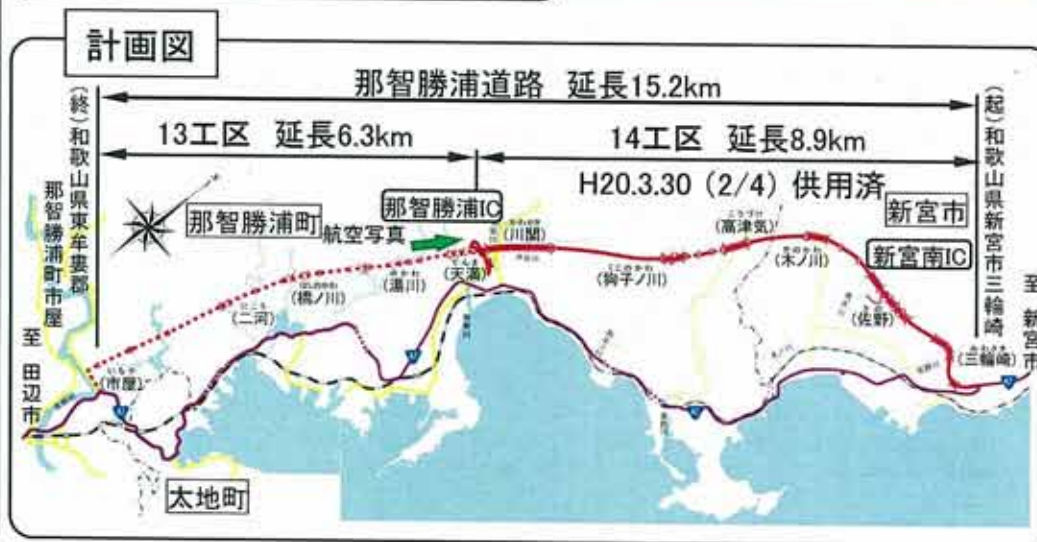 計画図
那智勝浦道路 延長15.2km
13工区 延長6.3km
14工区 延長8.9km
H20.3.30 (2/4) 供用済
(終)和歌山県東牟婁郡
那智勝浦町市屋
至 田辺市
(起)和歌山県新宮市三輪崎
至 新宮市
那智勝浦町
那智勝浦IC
航空写真
新宮市
新宮南IC
(川関)
(天満)
(湯川)
(橋ノ川)
(二河)
(市屋)
(狗子ノ川)
(高津気)
(木ノ川)
(佐野)
(三輪崎)
太地町